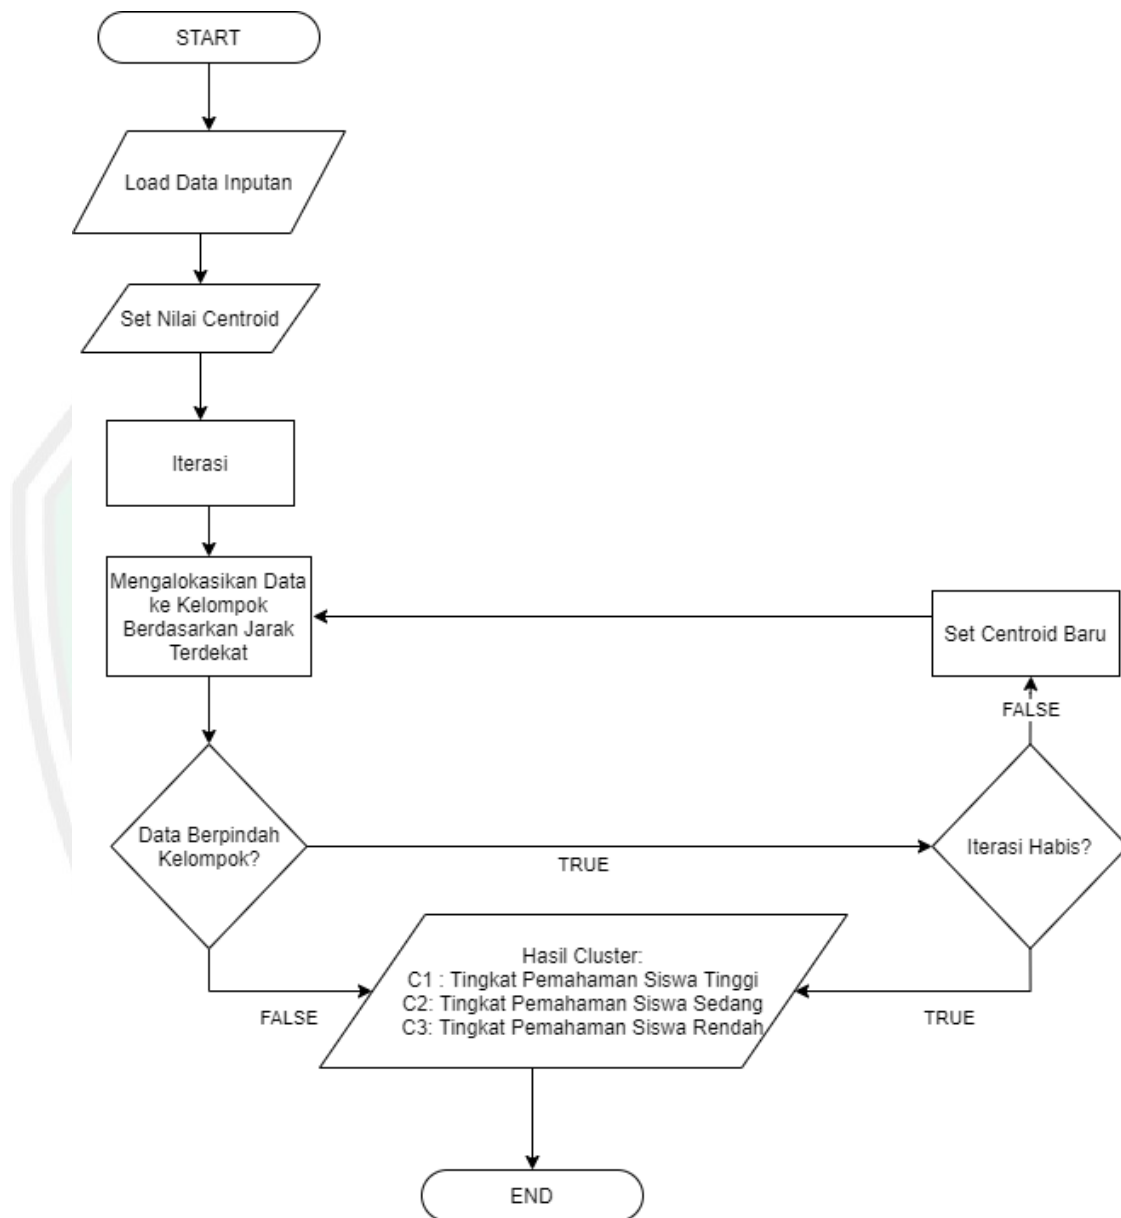 START
Load Data Inputan
Set Nilai Centroid
Iterasi
Mengalokasikan Data
ke Kelompok
Berdasarkan Jarak
Terdekat
Set Centroid Baru
FALSE
Data Berpindah
Kelompok?
TRUE
Iterasi Habis?
Hasil Cluster:
C1 : Tingkat Pemahaman Siswa Tinggi
C2: Tingkat Pemahaman Siswa Sedang
C3: Tingkat Pemahaman Siswa Rendah
FALSE
TRUE
END